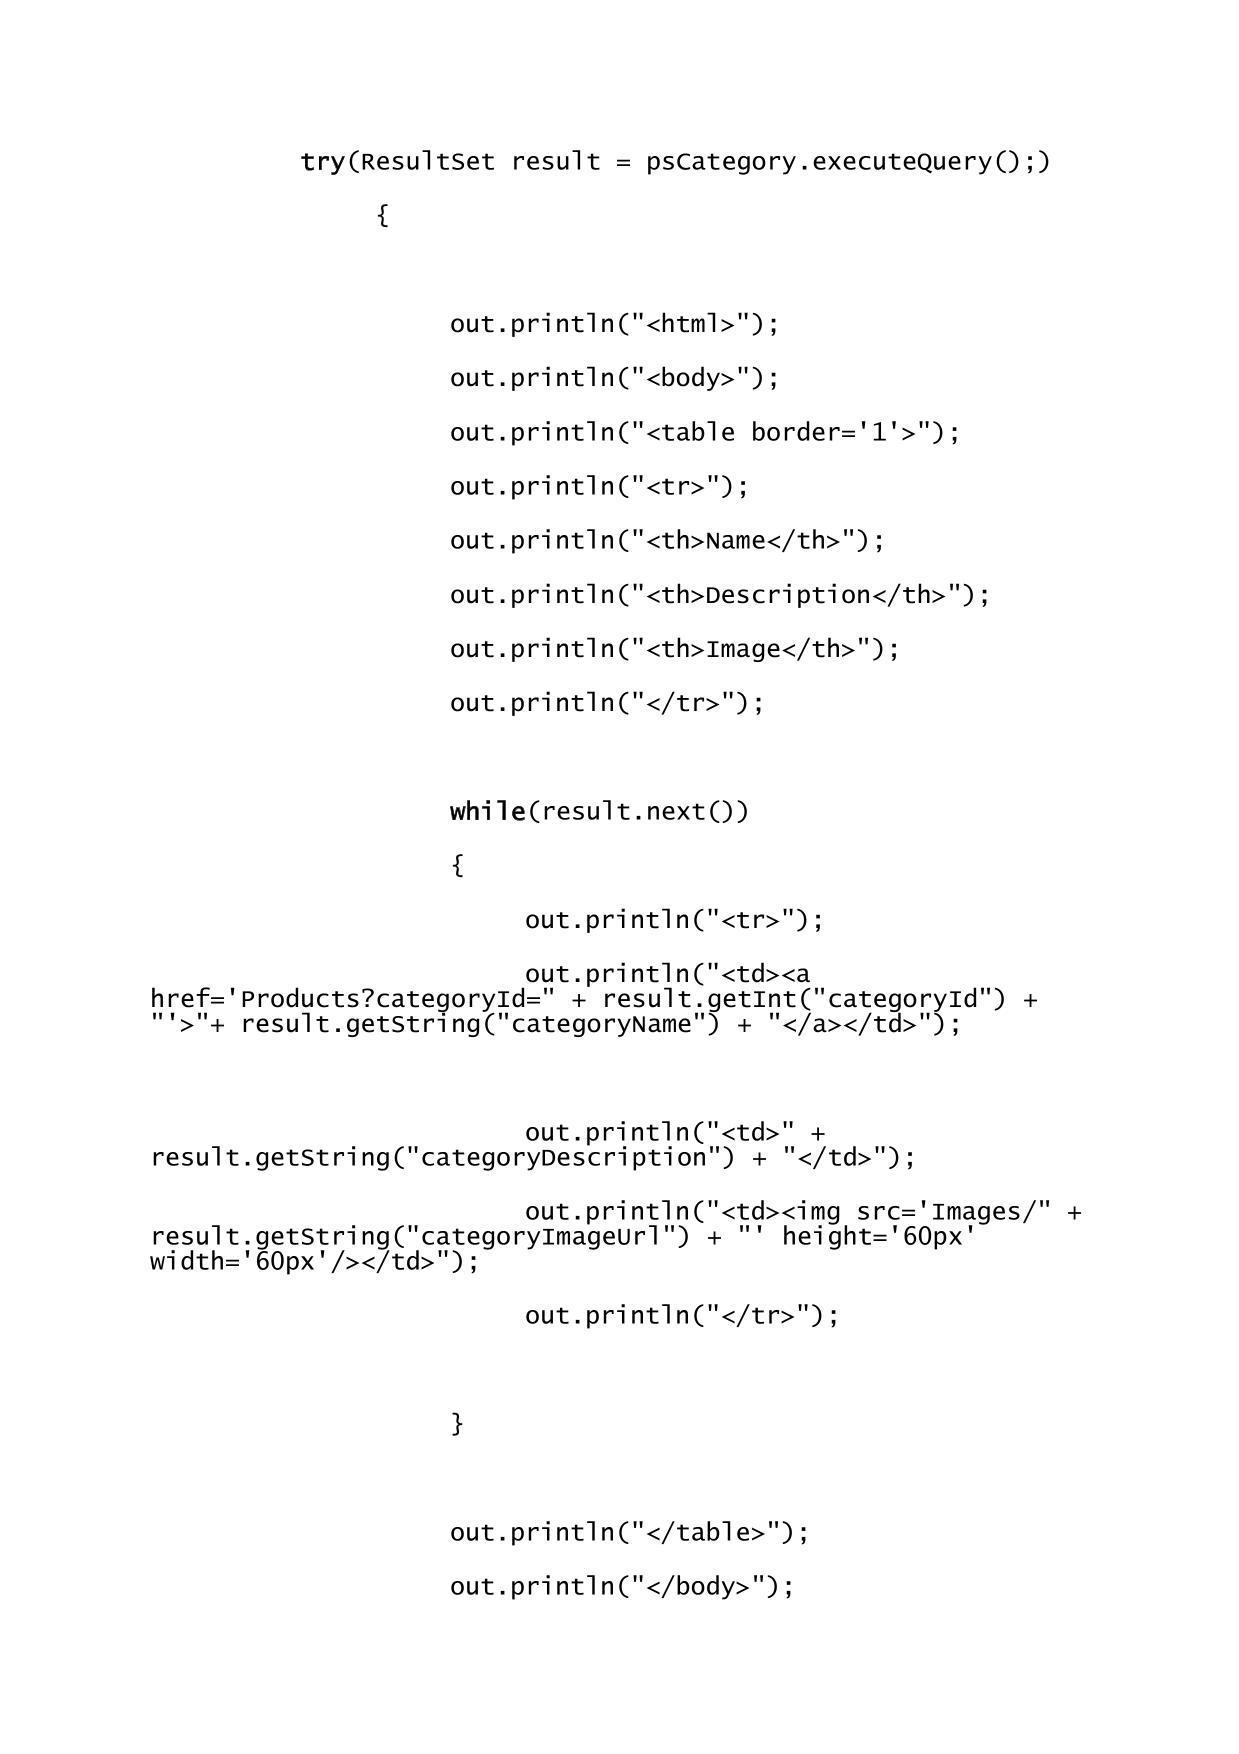 try(ResultSet result = psCategory.executeQuery();)
{
out.println("<html>");
out.println("<body>");
out.println("<table border='1'>");
out.println("<tr>");
out.println("<th>Name</th>");
out.println("<th>Description</th>");
out.println("<th>Image</th>");
out.println("</tr>");
while(result.next())
{
out.println("<tr>");
out.println("<td><a
href='Products?categoryId=" + result.getInt("categoryId") +
"'>"+ result.getString("categoryName") + "</a></td>");
out.println("<td>" +
result.getString("categoryDescription") + "</td>");
out.println("<td><img src='Images/" +
result.getString("categoryImageUrl") + "' height='60px'
width='60px'/></td>");
out.println("</tr>");
}
out.println("</table>");
out.println("</body>");